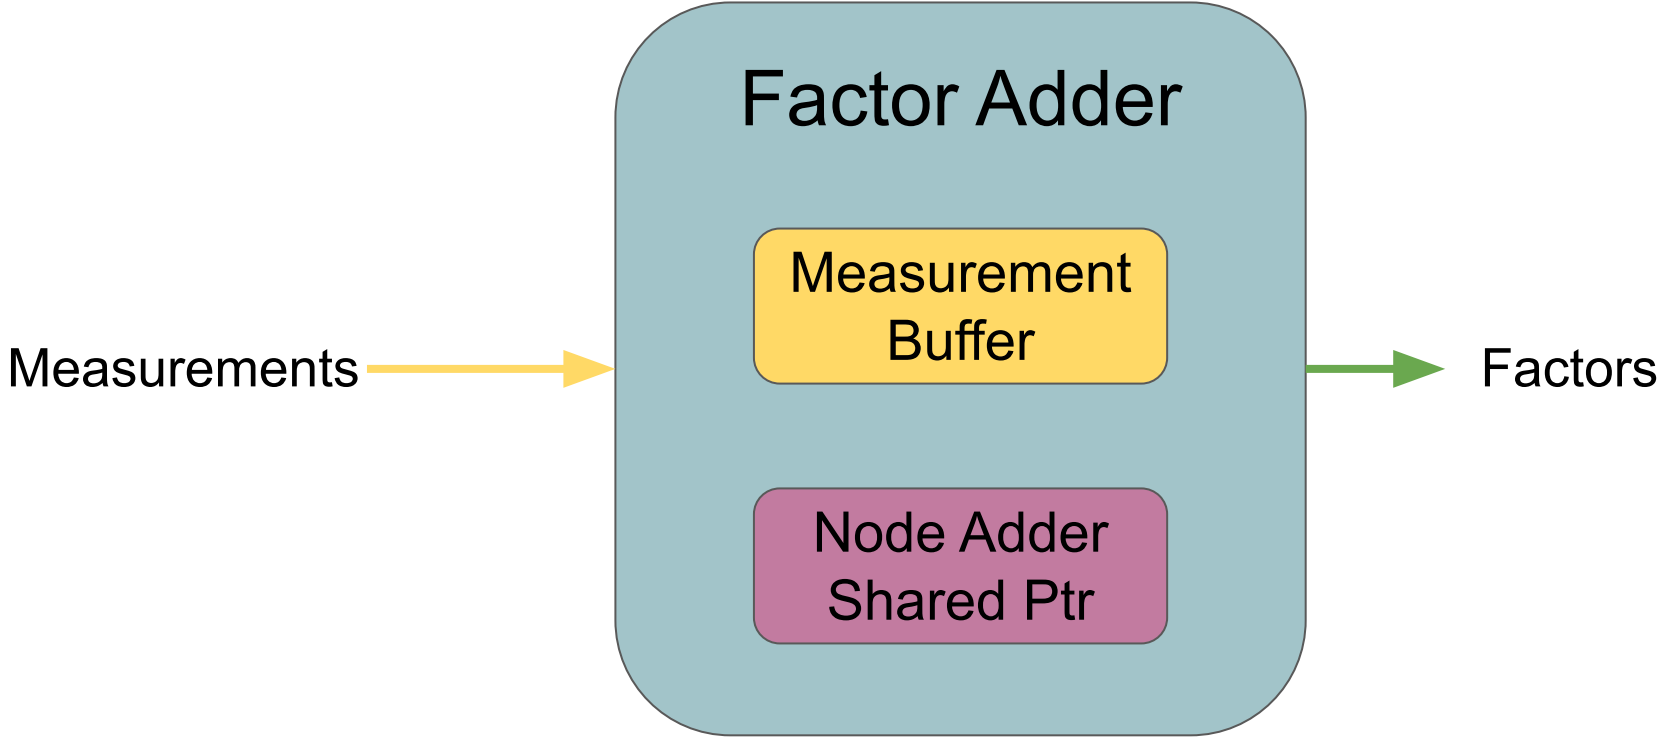 Factor Adder
Measurement
Buffer
Measurements
Factors
Node Adder
Shared Ptr